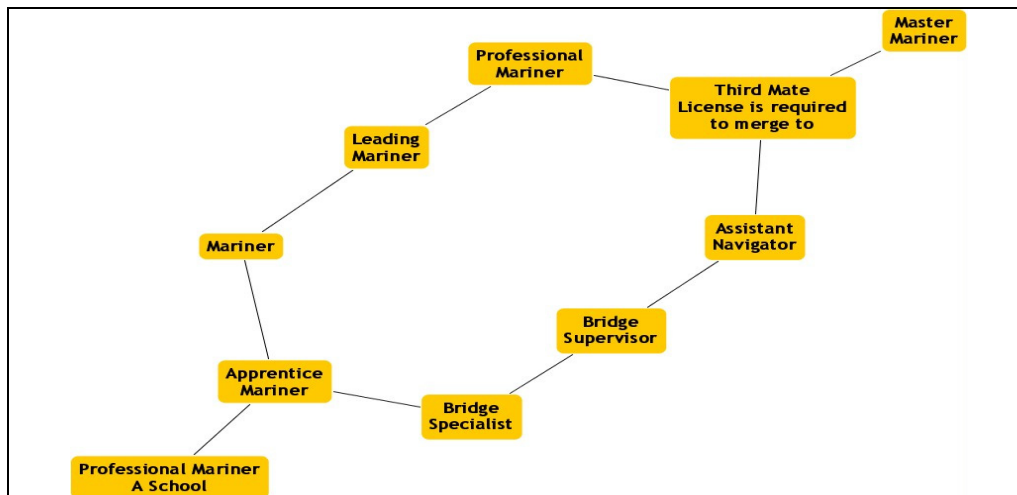 Master
Mariner
Professional
Mariner
Third Mate
License is required
to merge to
Leading
Mariner
Assistant
Navigator
Mariner
Bridge
Supervisor
Apprentice
Mariner
Bridge
Specialist
Professional Mariner
A School